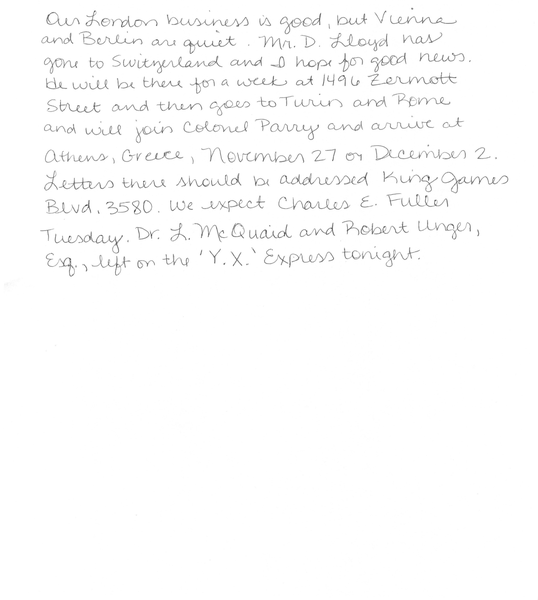 Our London business is good, but Vienna
and Berlin are quiet. Mr. D. Lloyd has
gone to Switzerland and I hope for good news.
He will be there for a week at 1496 Zermott
Street and then goes to Turin and Rome
and will join Colonel Parry and arrive at
Athens, Greece, November 27 or December 2.
Letters there should be addressed King James
Blvd. 3580. We expect Charles E. Fuller
Tuesday. Dr. L. McQuaid and Robert Unger,
Esq., left on the 'Y.X.' Express tonight.